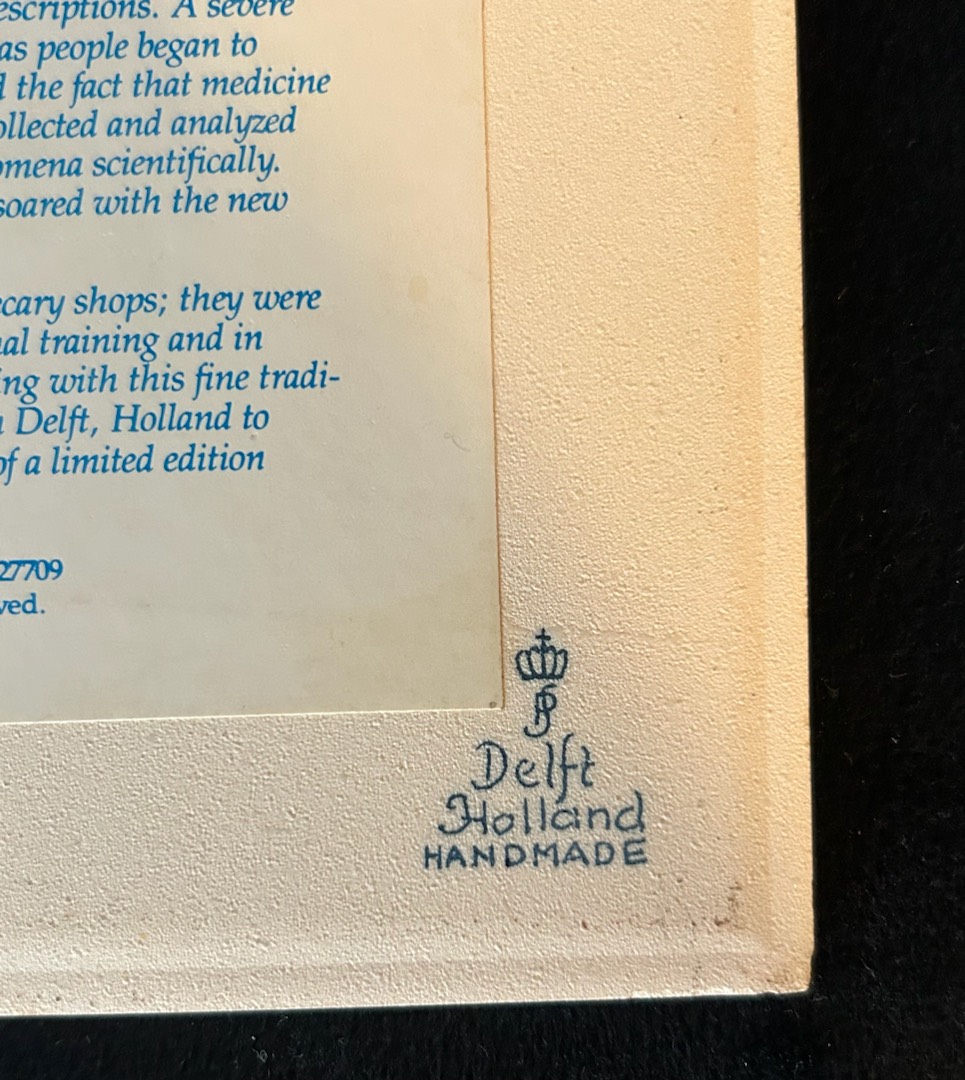 escriptions. A severe
as people began to
the fact that medicine
ollected and analyzed
omena scientifically.
soared with the new
ecary shops; they were
al training and in
ing with this fine tradi-
Delft, Holland to
of a limited edition
27709
ved.
Delft
Holland
HANDMADE